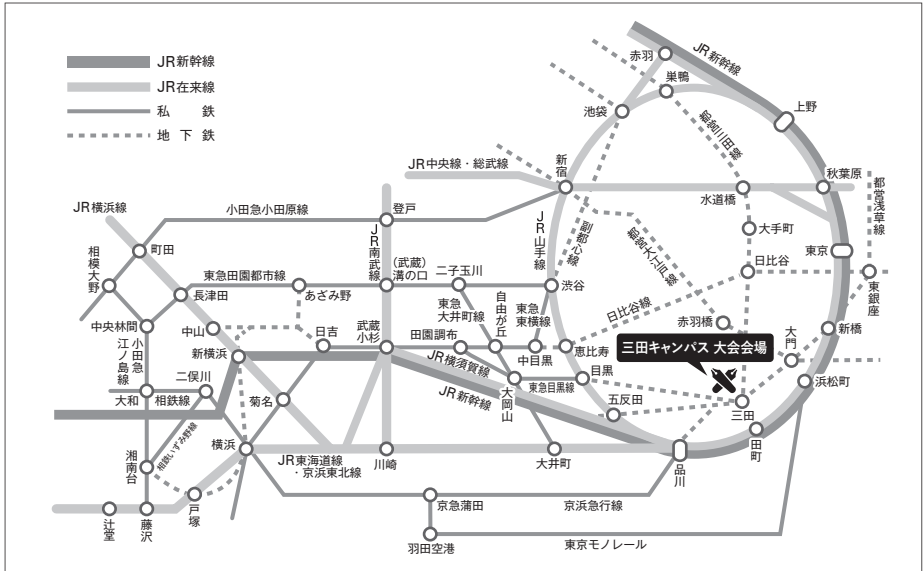 JR新幹線
JR在来線
私鉄
地下鉄
赤羽
JR新幹線
巣鴨
池袋
上野
都営三田線
新宿
JR中央線・総武線
水道橋
秋葉原
都営浅草線
JR横浜線
小田急小田原線
登戸
JR南武線
JR山手線
副都心線
都営大江戸線
大手町
東京
町田
相模大野
東急田園都市線
(武蔵)
溝の口
二子玉川
渋谷
日比谷
東銀座
長津田
あざみ野
東急
大井町線
自由が丘
東急
東横線
日比谷線
赤羽橋
大門
新橋
中央林間
中山
日吉
武蔵
小杉
田園調布
中目黒
恵比寿
三田キャンパス 大会会場
小田急
江ノ島線
新横浜
JR横須賀線
JR新幹線
東急目黒線
目黒
浜松町
二俣川
大和
相鉄線
菊名
大岡山
五反田
三田
田町
相鉄いずみ野線
横浜
湘南台
JR東海道線
・京浜東北線
川崎
大井町
品川
戸塚
辻堂
藤沢
京急蒲田
京浜急行線
羽田空港
東京モノレール